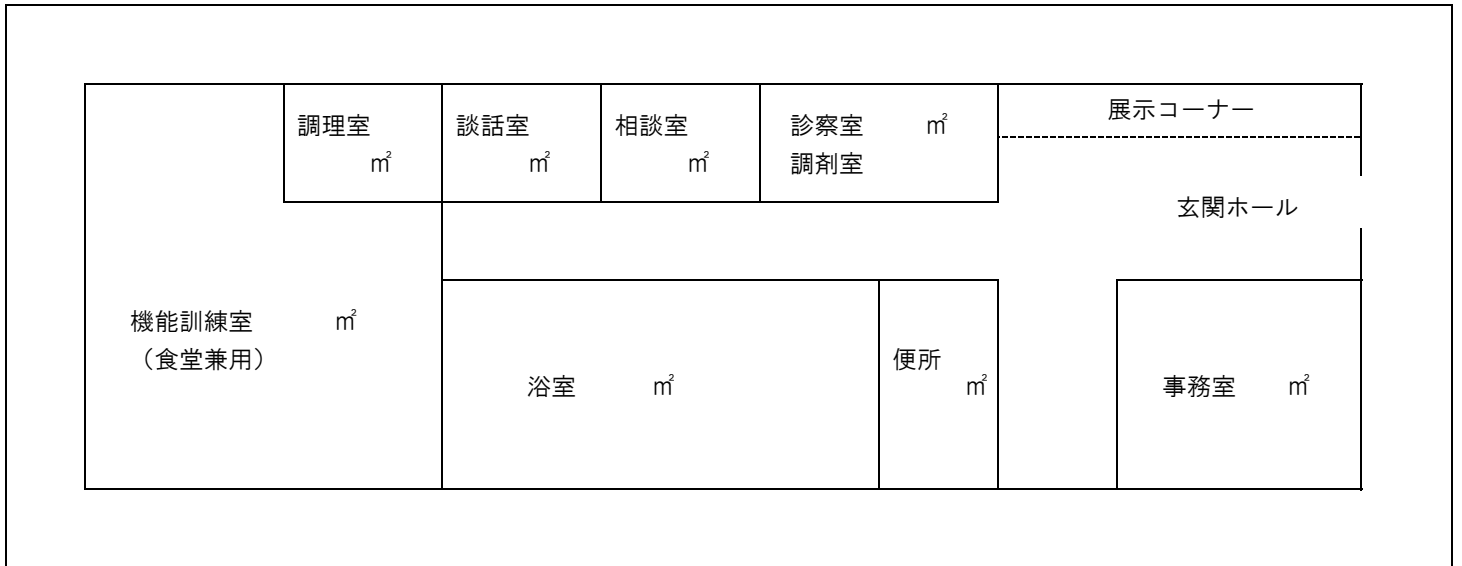 調理室
㎡
談話室
㎡
相談室
㎡
診察室 ㎡
調剤室
展示コーナー
玄関ホール
機能訓練室 ㎡
（食堂兼用）
浴室 ㎡
便所
㎡
事務室 ㎡